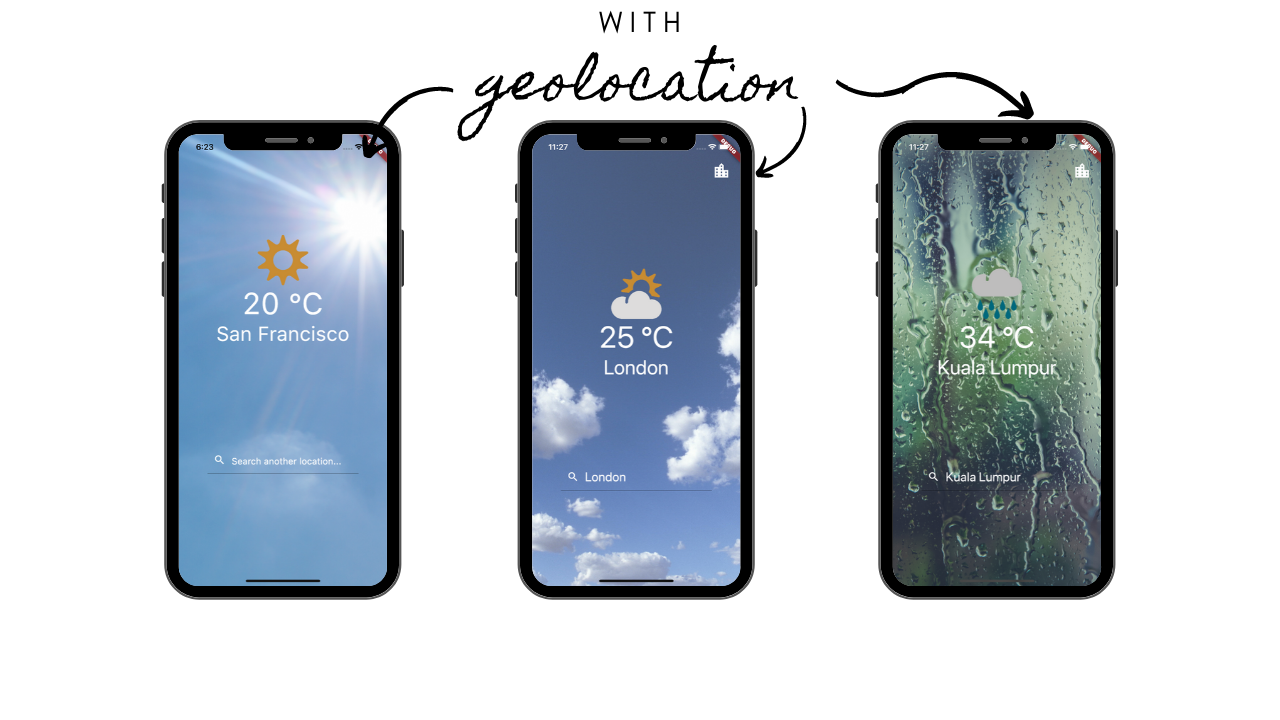 WITH
geolocation
6:23
20 °C
San Francisco
Search another location...
11:27
DEBUG
25 °C
London
London
11:27
34 °C
Kuala Lumpur
Kuala Lumpur